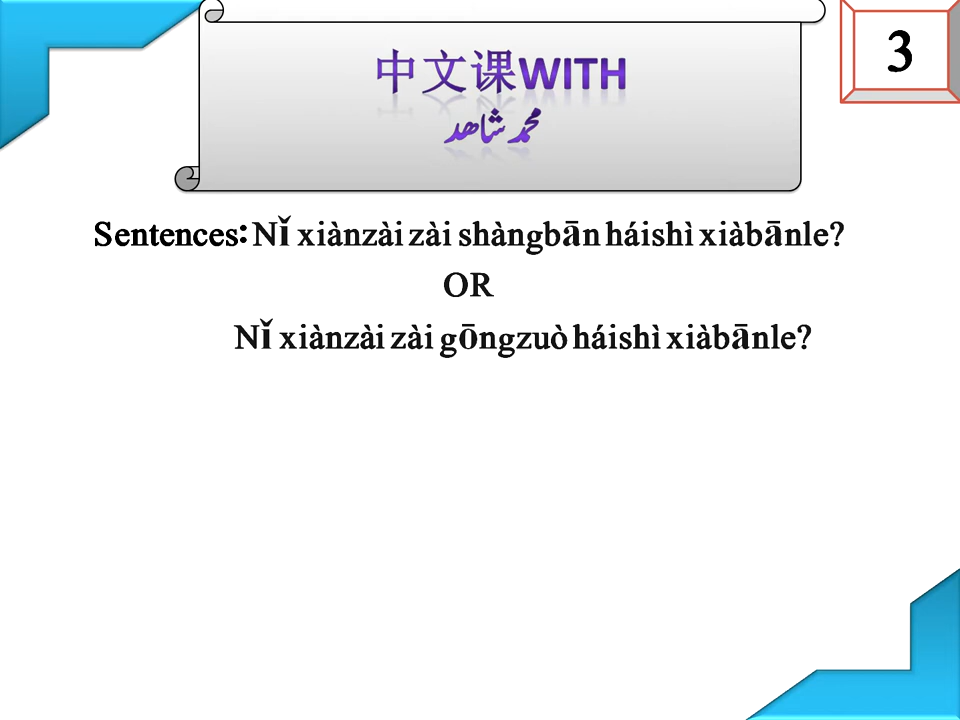 中文课WITH
محمد شاھد
3
Sentences: Nǐ xiànzài zài shàngbān háishì xiàbānle?
OR
Nǐ xiànzài zài gōngzuò háishì xiàbānle?